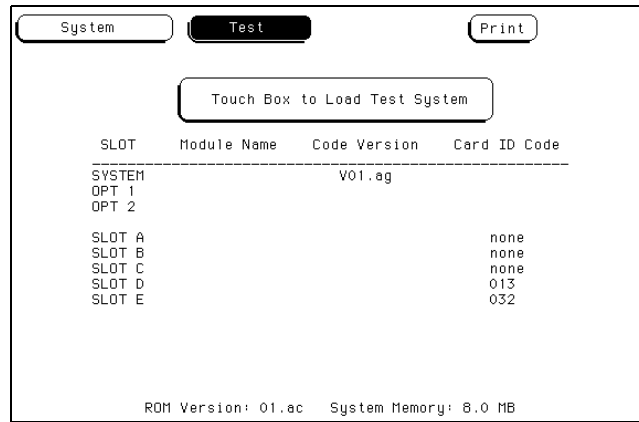 System Test Print
Touch Box to Load Test System
SLOT Module Name Code Version Card ID Code
SYSTEM V01.ag
OPT 1
OPT 2
SLOT A none
SLOT B none
SLOT C none
SLOT D 013
SLOT E 032
ROM Version: 01.ac System Memory: 8.0 MB